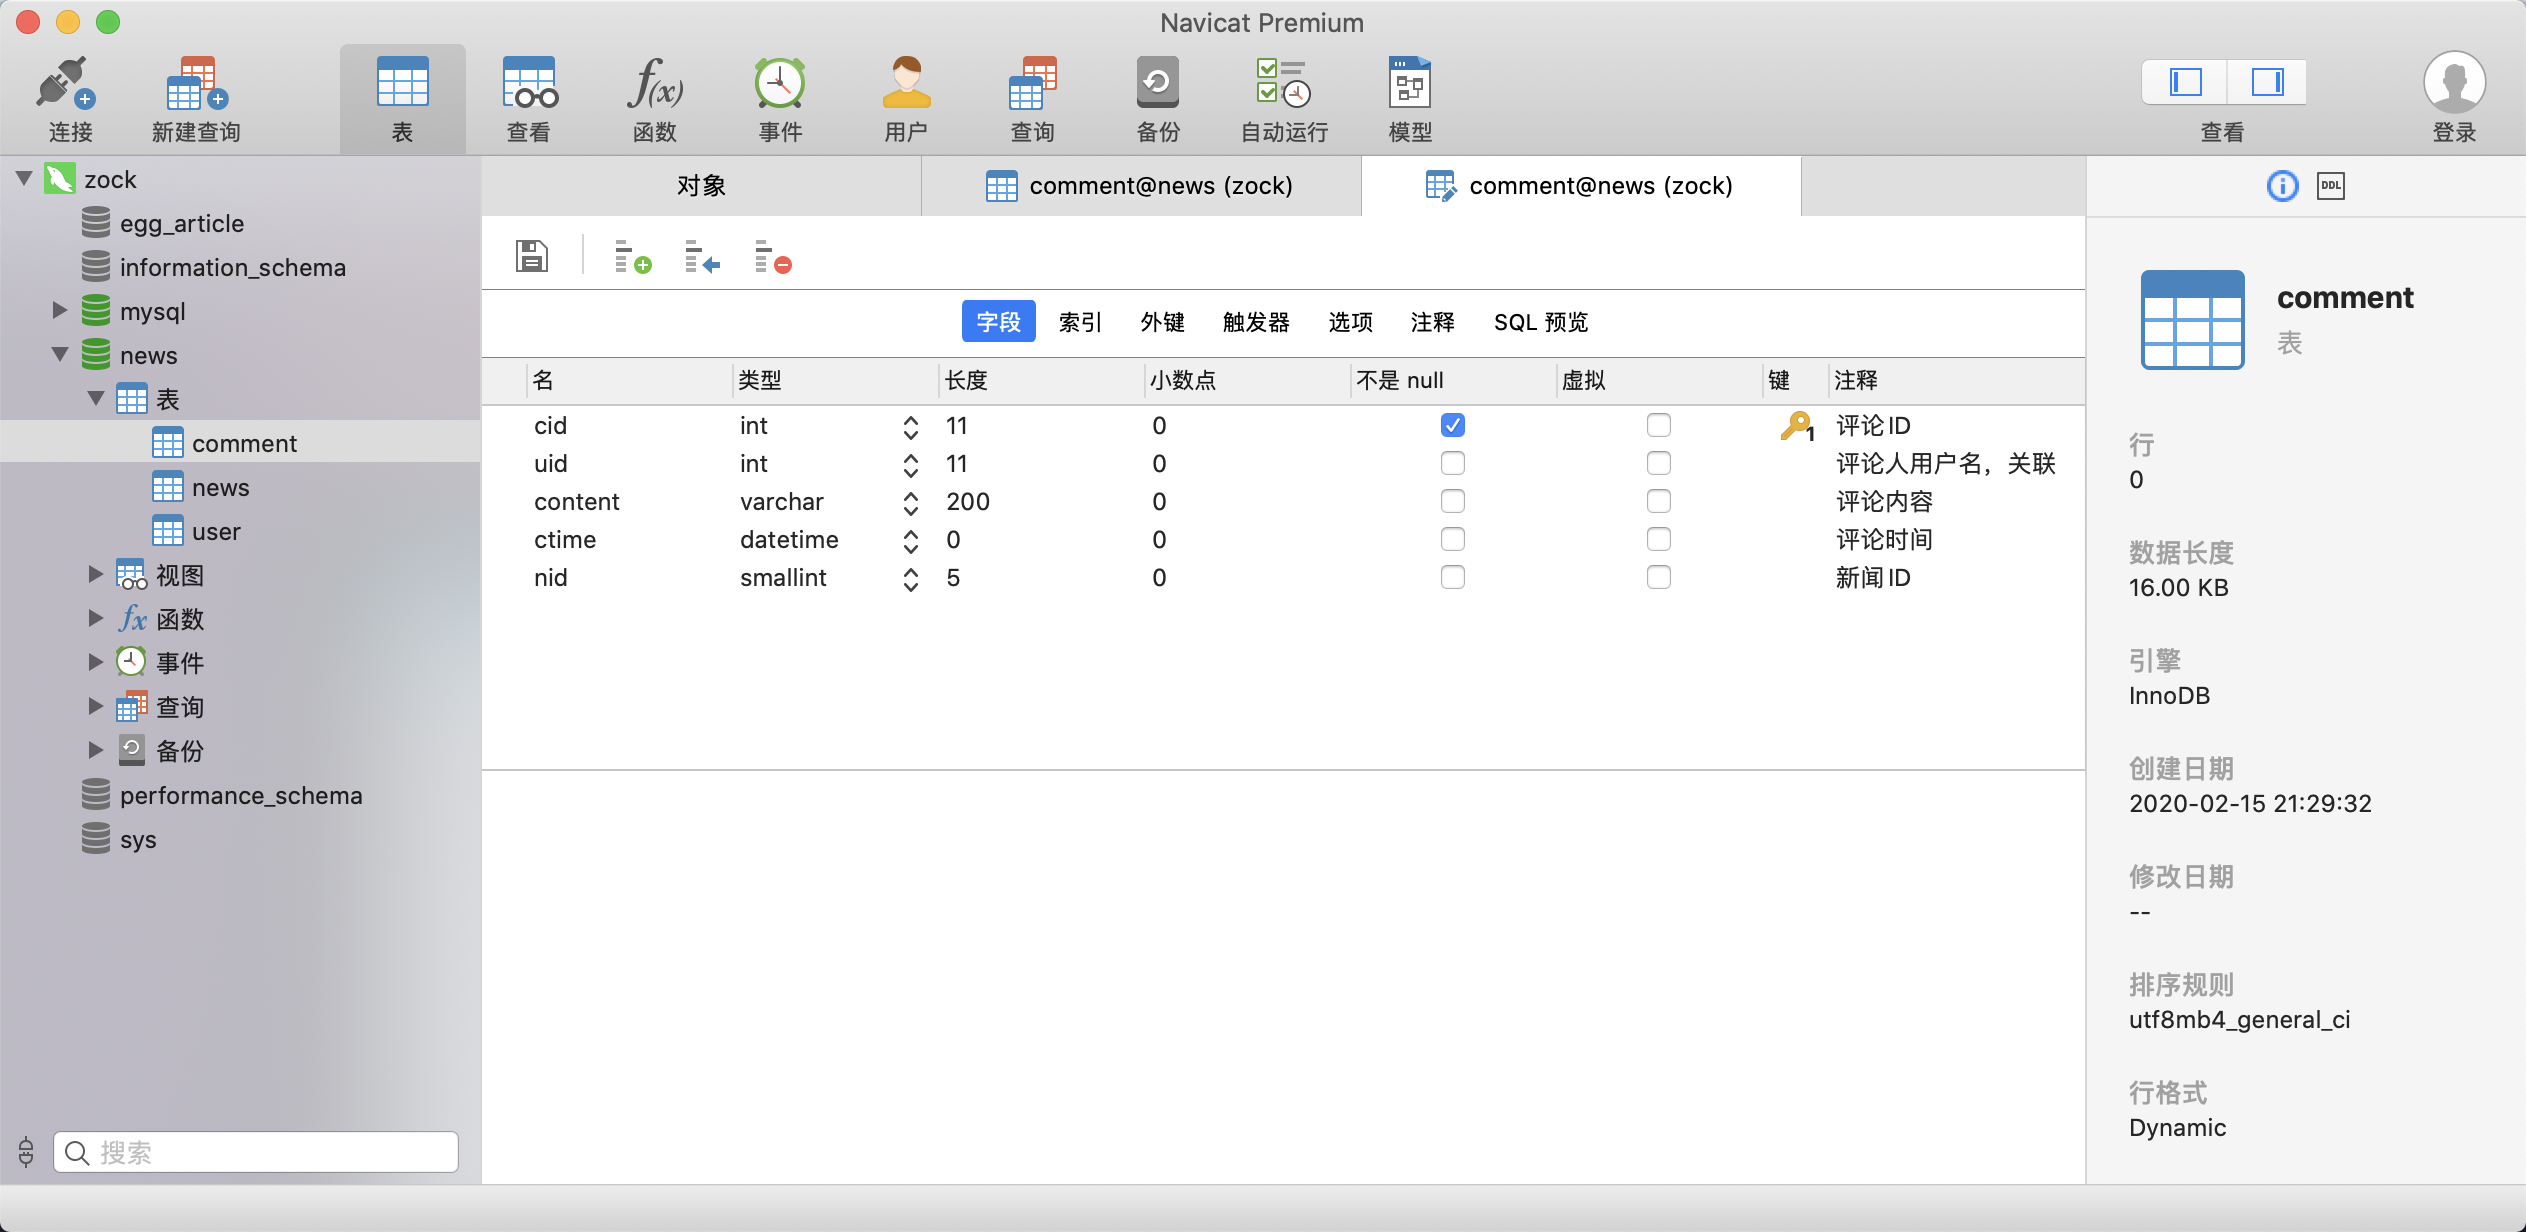 Navicat Premium
连接 新建查询 表 查看 函数 事件 用户 查询 备份 自动运行 模型 查看 登录
zock
egg_article
information_schema
mysql
news
表
comment
news
user
视图
函数
事件
查询
备份
performance_schema
sys
搜索
对象 comment@news (zock) comment@news (zock)
字段 索引 外键 触发器 选项 注释 SQL 预览
名 类型 长度 小数点 不是 null 虚拟 键 注释
cid int 11 0 1 评论ID
uid int 11 0 评论人用户名，关联
content varchar 200 0 评论内容
ctime datetime 0 0 评论时间
nid smallint 5 0 新闻ID
DDL
comment
表
行
0
数据长度
16.00 KB
引擎
InnoDB
创建日期
2020-02-15 21:29:32
修改日期
--
排序规则
utf8mb4_general_ci
行格式
Dynamic